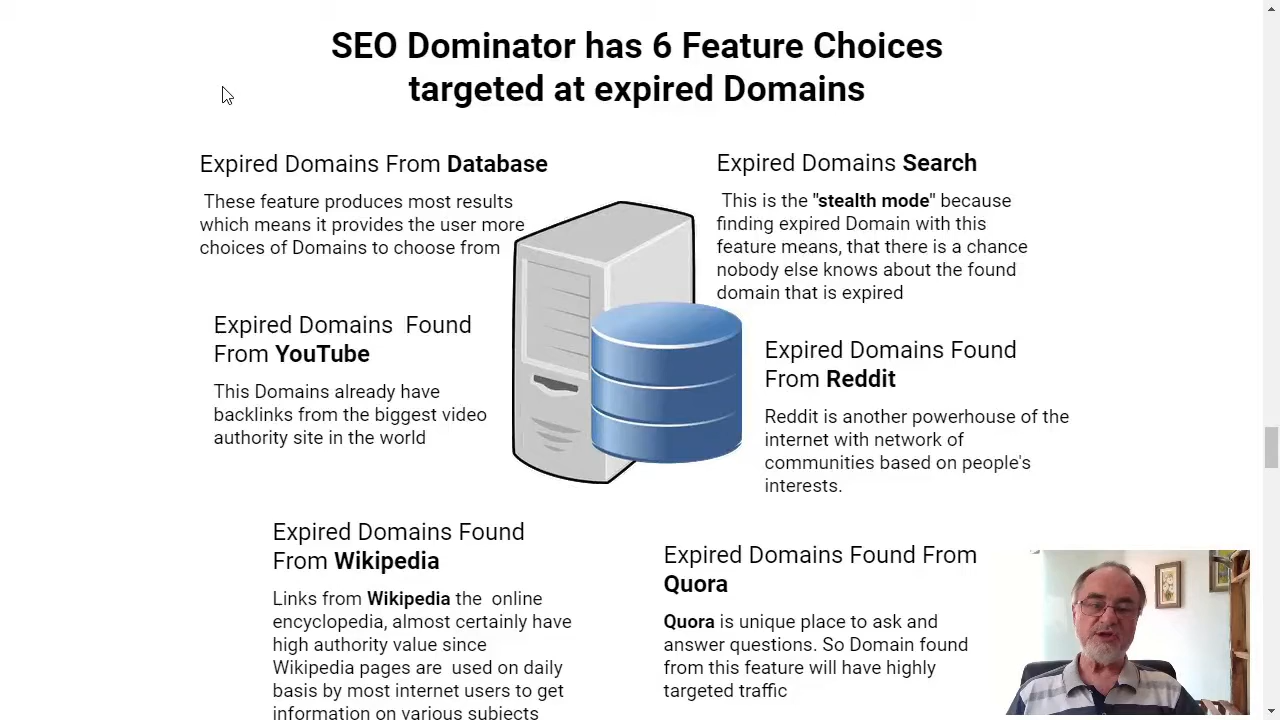 SEO Dominator has 6 Feature Choices
targeted at expired Domains
Expired Domains From Database
These feature produces most results
which means it provides the user more
choices of Domains to choose from
Expired Domains Search
This is the "stealth mode" because
finding expired Domain with this
feature means, that there is a chance
nobody else knows about the found
domain that is expired
Expired Domains Found
From YouTube
This Domains already have
backlinks from the biggest video
authority site in the world
Expired Domains Found
From Reddit
Reddit is another powerhouse of the
internet with network of
communities based on people's
interests.
Expired Domains Found
From Wikipedia
Links from Wikipedia the online
encyclopedia, almost certainly have
high authority value since
Wikipedia pages are used on daily
basis by most internet users to get
information on various subjects
Expired Domains Found From
Quora
Quora is unique place to ask and
answer questions. So Domain found
from this feature will have highly
targeted traffic